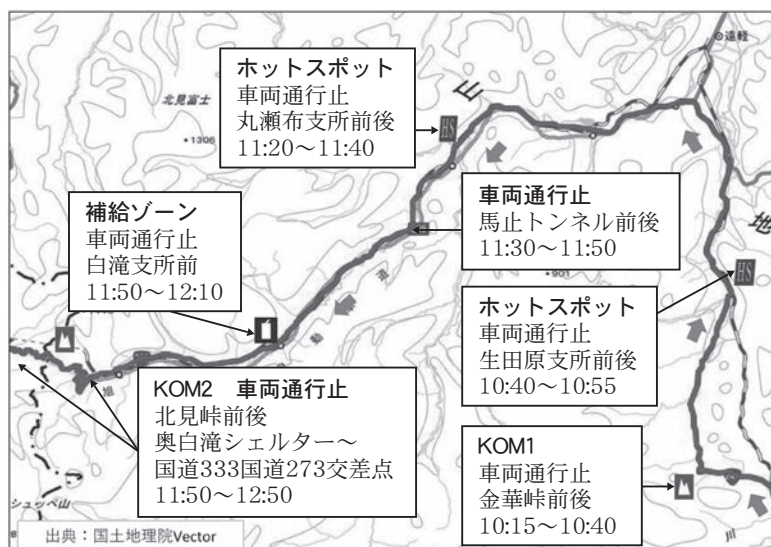 ホットスポット
車両通行止
丸瀬布支所前後
11:20～11:40
遠軽
北見富士
1306
山
HS
補給ゾーン
車両通行止
白滝支所前
11:50～12:10
車両通行止
馬止トンネル前後
11:30～11:50
地
901
HS
ホットスポット
車両通行止
生田原支所前後
10:40～10:55
旭
KOM2 車両通行止
北見峠前後
奥白滝シェルター～
国道333国道273交差点
11:50～12:50
KOM1
車両通行止
金華峠前後
10:15～10:40
シュッペ山
川
出典：国土地理院Vector